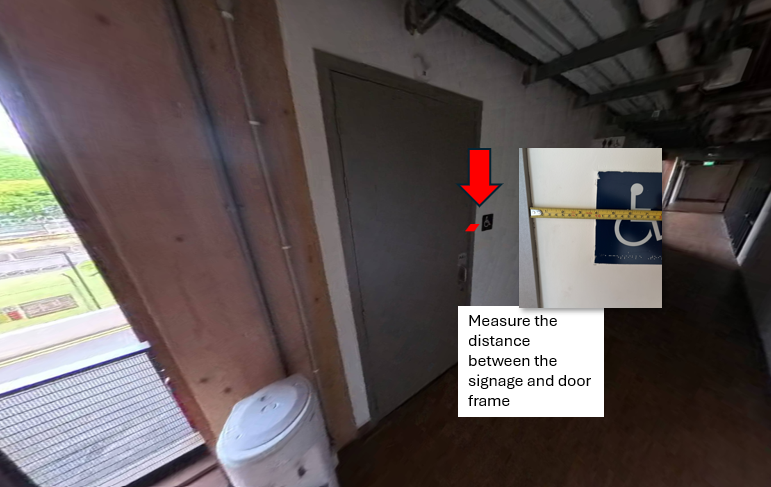 Measure the
distance
between the
signage and door
frame